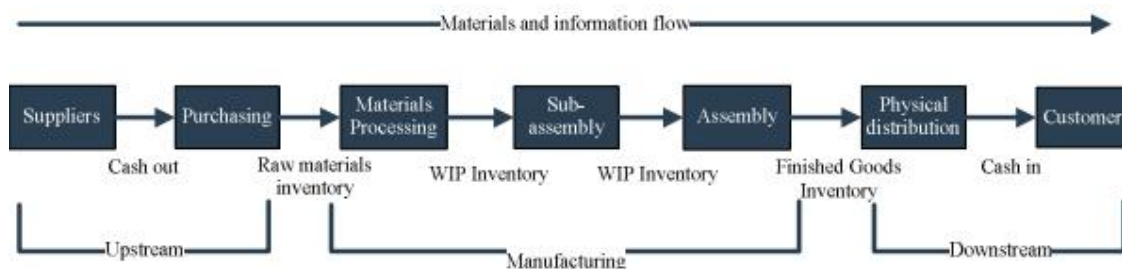 Materials and information flow
Suppliers
Purchasing
Materials
Processing
Sub-
assembly
Assembly
Physical
distribution
Customer
Cash out
Raw materials
inventory
WIP Inventory
WIP Inventory
Finished Goods
Inventory
Cash in
Upstream
Manufacturing
Downstream